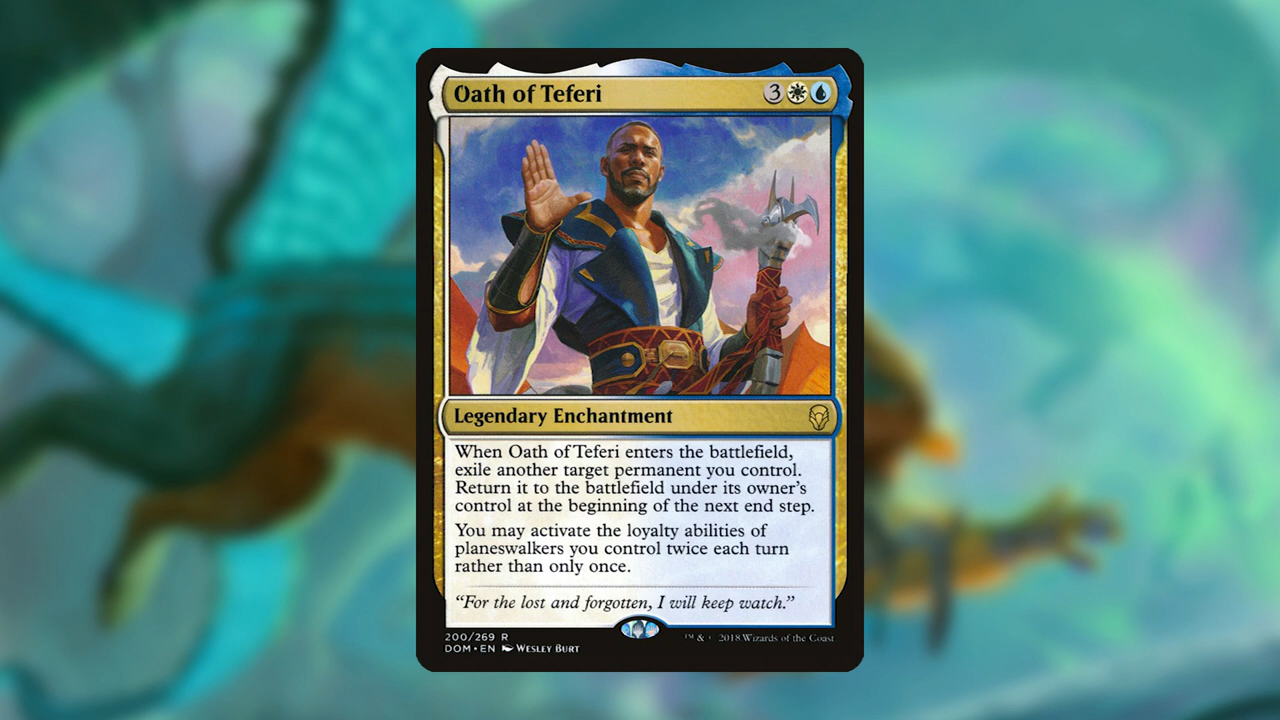 Oath of Teferi 3
Legendary Enchantment
When Oath of Teferi enters the battlefield,
exile another target permanent you control.
Return it to the battlefield under its owner's
control at the beginning of the next end step.
You may activate the loyalty abilities of
planeswalkers you control twice each turn
rather than only once.
“For the lost and forgotten, I will keep watch.”
200/269 R
™ & © 2018 Wizards of the Coast
DOM • EN Wesley Burt